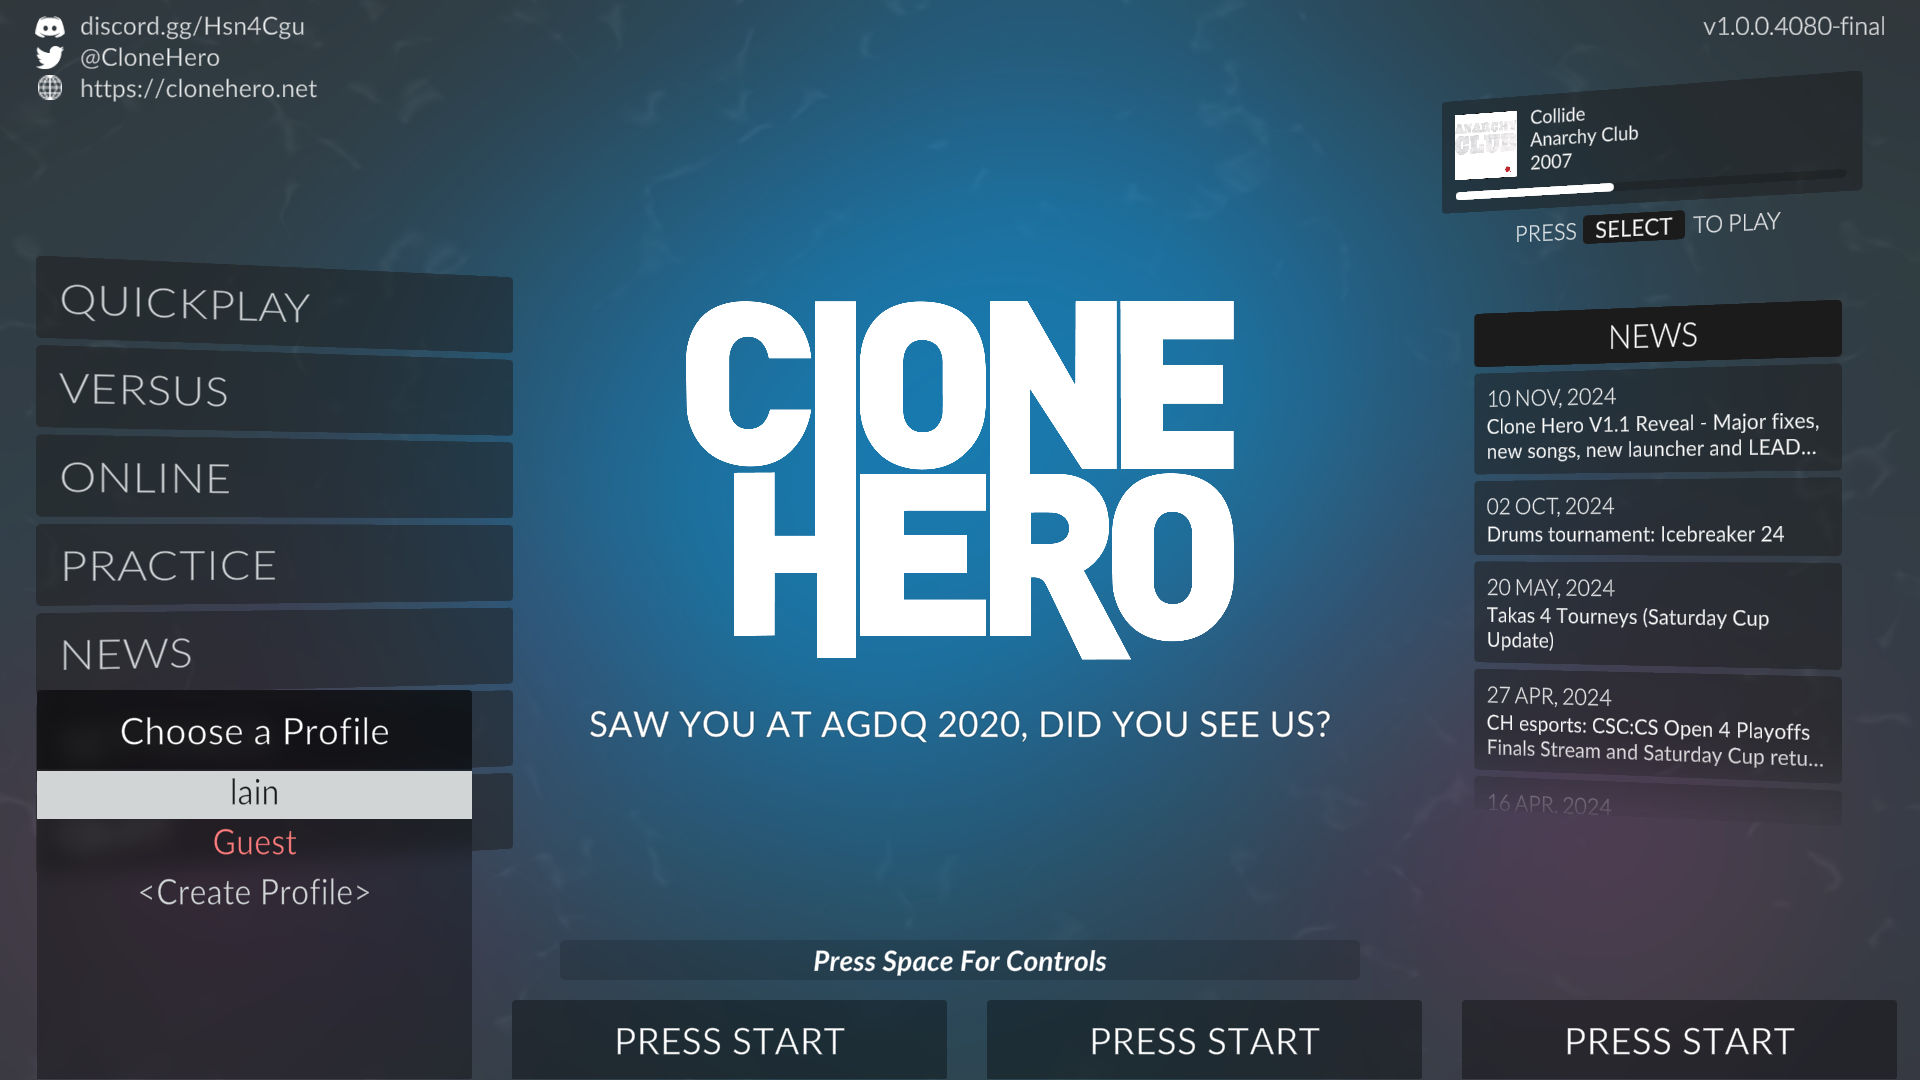 discord.gg/Hsn4Cgu
@CloneHero
https://clonehero.net
v1.0.0.4080-final
ANARCHY
CLUB
Collide
Anarchy Club
2007
PRESS SELECT TO PLAY
QUICKPLAY
VERSUS
ONLINE
PRACTICE
NEWS
Choose a Profile
lain
Guest
<Create Profile>
CLONE
HERO
SAW YOU AT AGDQ 2020, DID YOU SEE US?
NEWS
10 NOV, 2024
Clone Hero V1.1 Reveal - Major fixes,
new songs, new launcher and LEAD...
02 OCT, 2024
Drums tournament: Icebreaker 24
20 MAY, 2024
Takas 4 Tourneys (Saturday Cup
Update)
27 APR, 2024
CH esports: CSC:CS Open 4 Playoffs
Finals Stream and Saturday Cup retu...
16 APR, 2024
Press Space For Controls
PRESS START
PRESS START
PRESS START